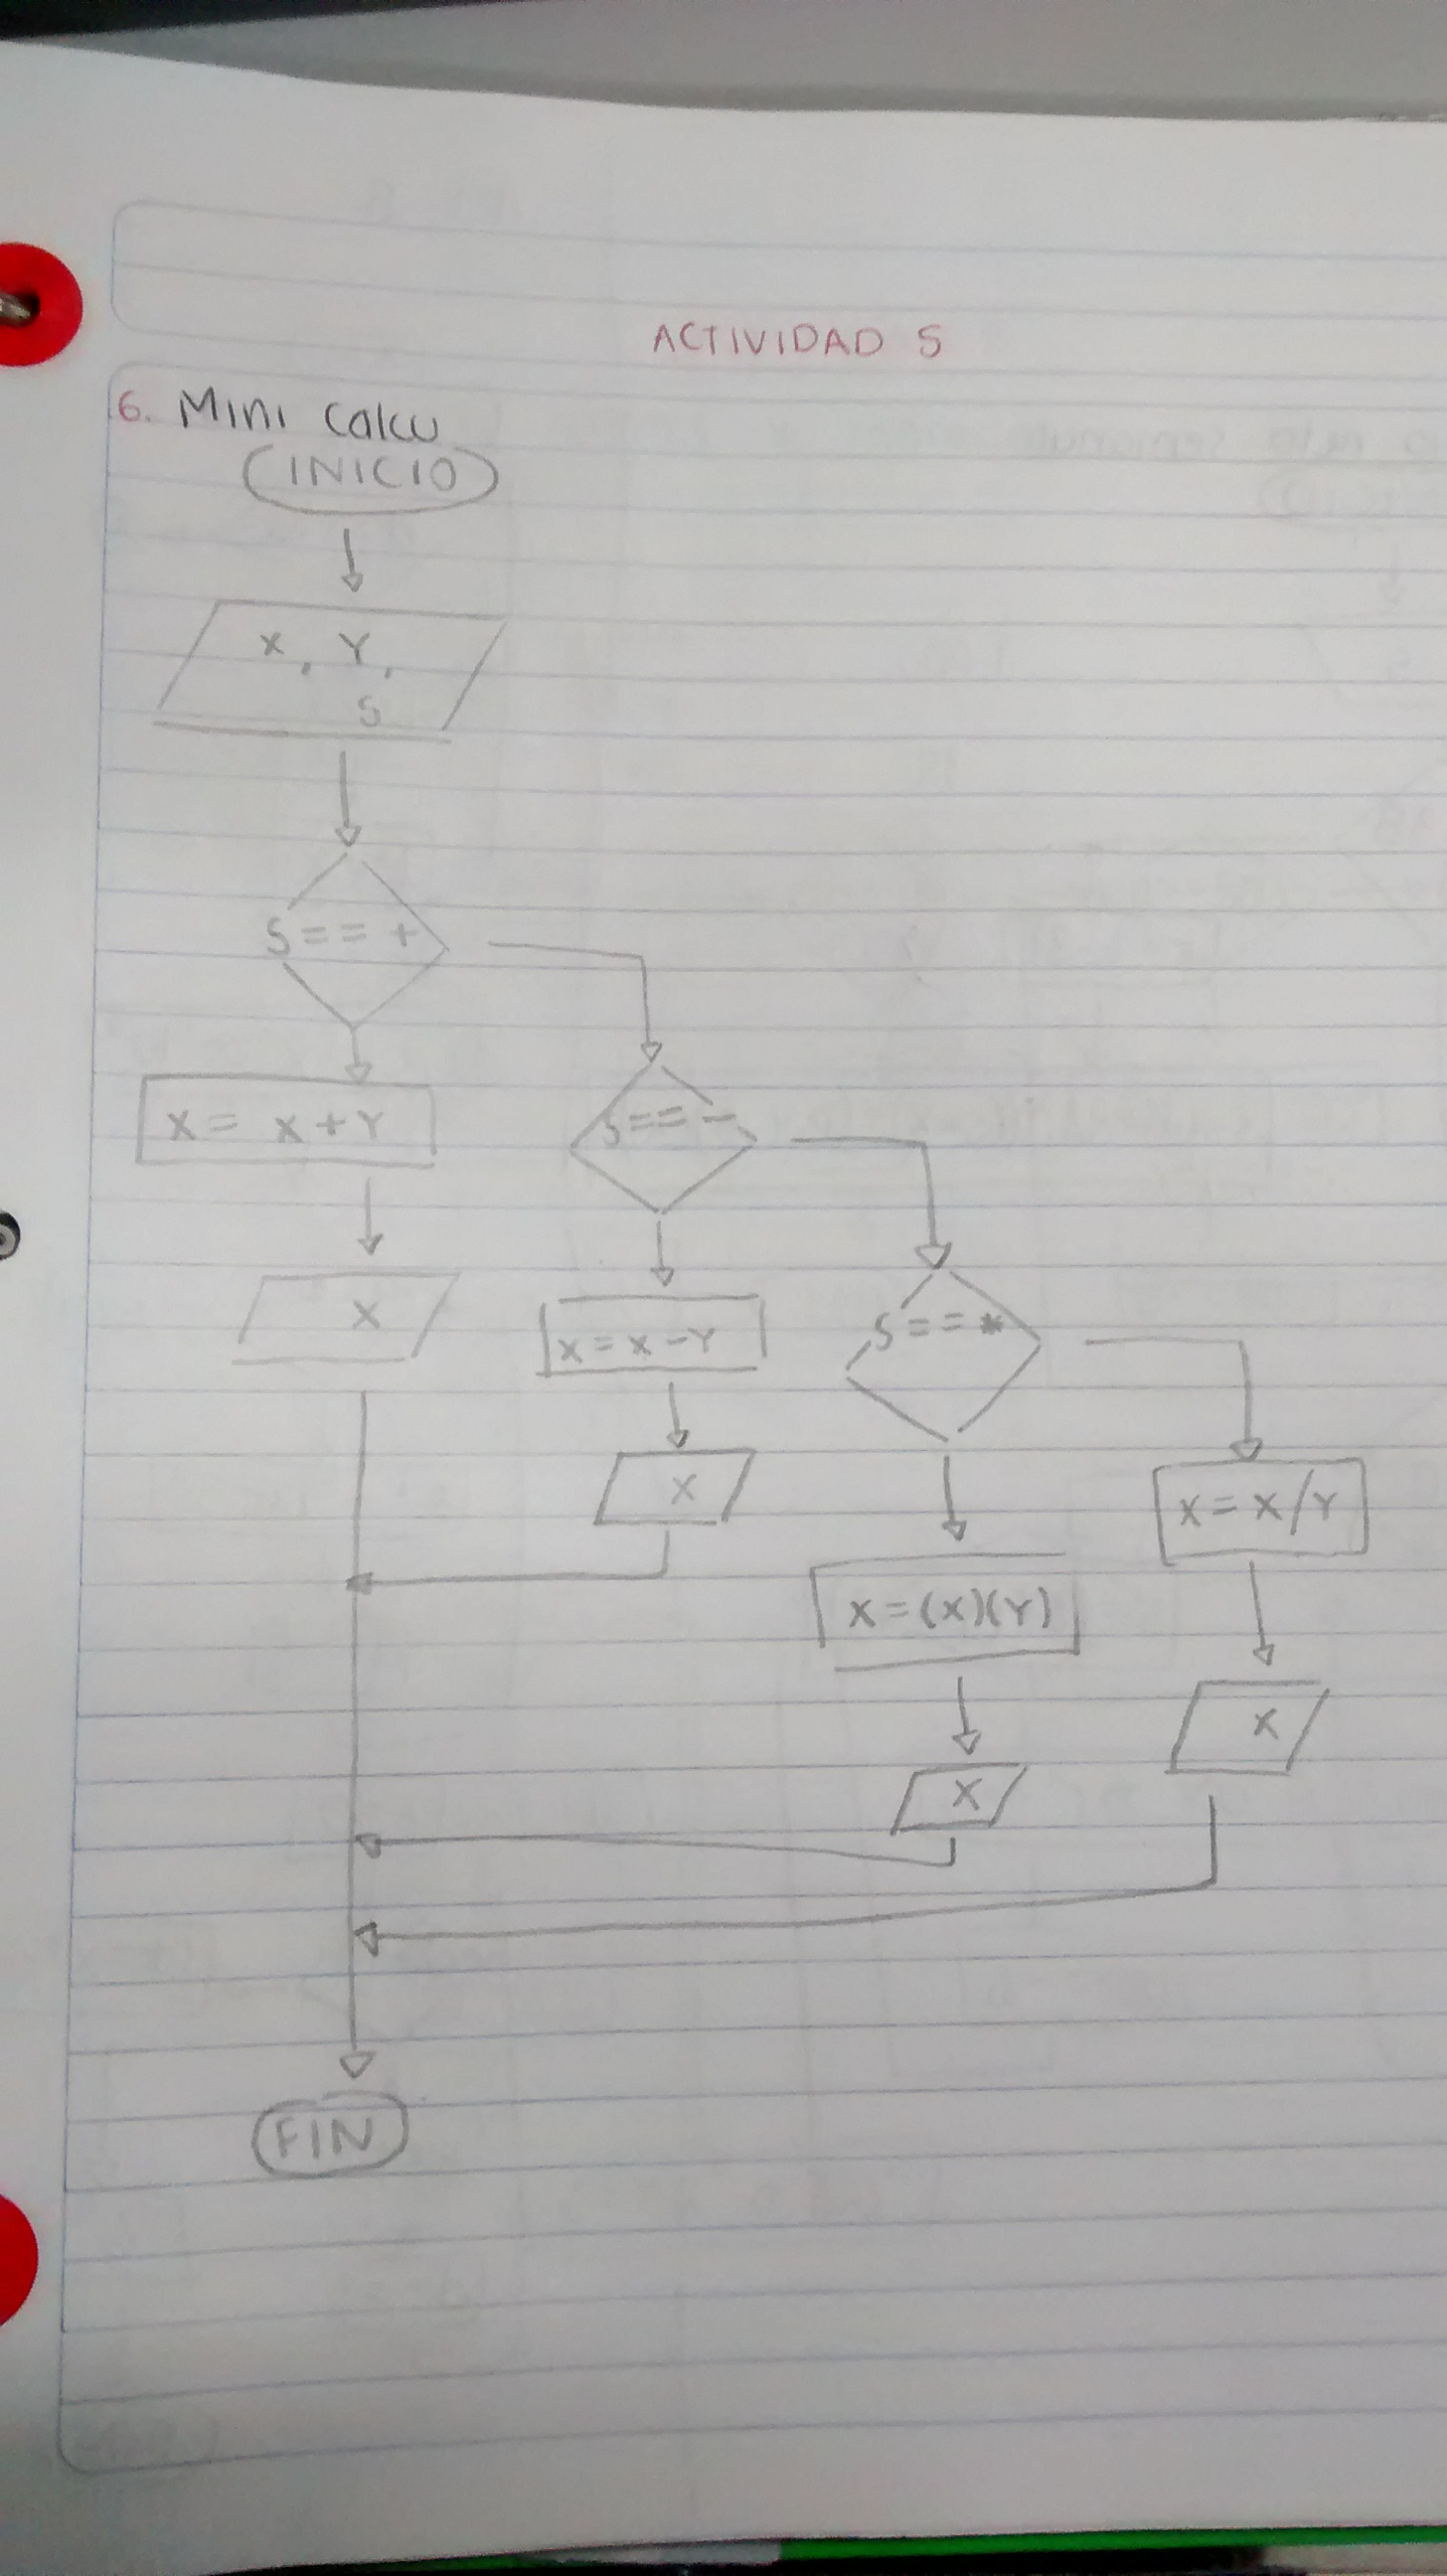 ACTIVIDAD 5
6. Mini Calcu
INICIO
X, Y,
S
S == +
X = X + Y
S == -
X
X = X - Y
S == *
X
X = X / Y
X = (X)(Y)
X
X
FIN